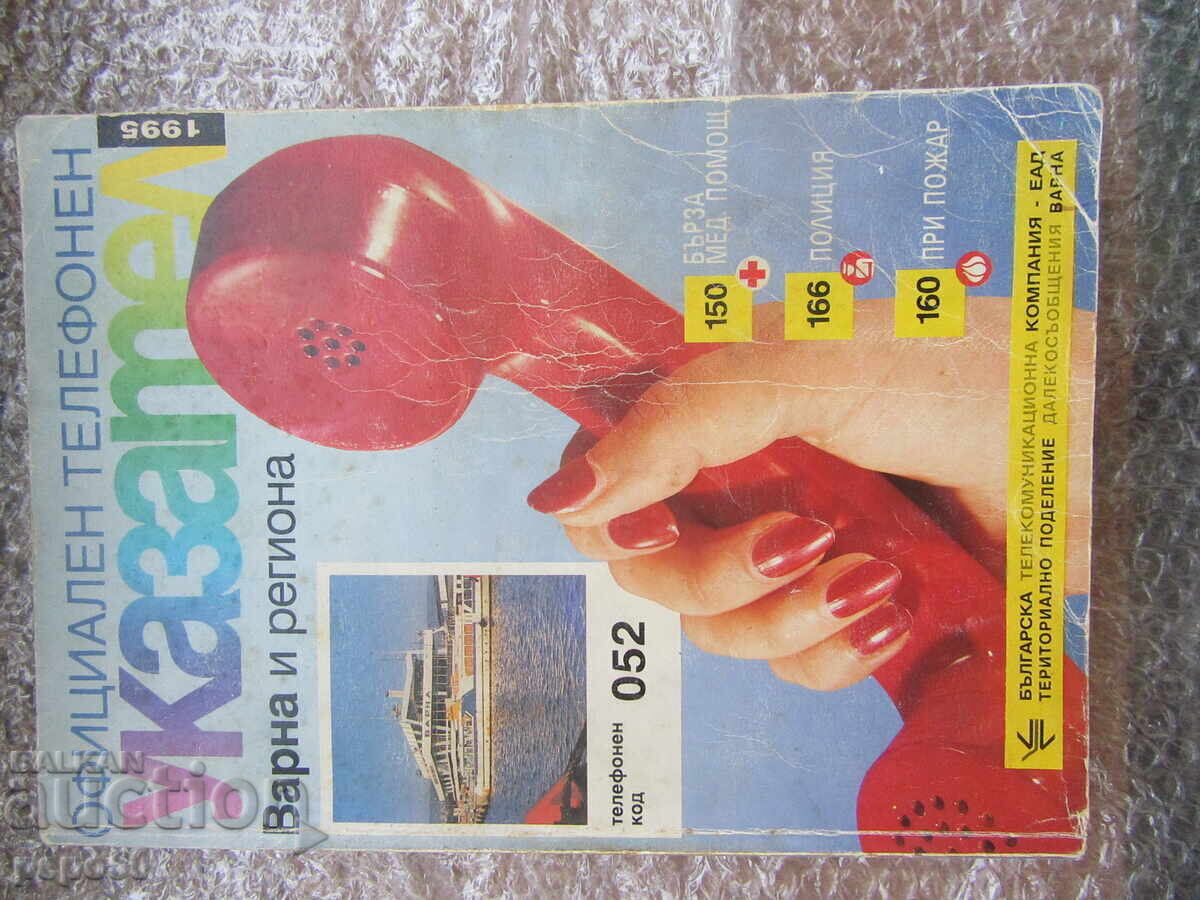 ОФИЦИАЛЕН ТЕЛЕФОНЕН
УКАЗАТЕЛ
1995
Варна и региона
ВАРНА
телефонен
код 052
БЪРЗА
МЕД. ПОМОЩ
150
ПОЛИЦИЯ
166
ПРИ ПОЖАР
160
БЪЛГАРСКА ТЕЛЕКОМУНИКАЦИОННА КОМПАНИЯ - ЕАД
ТЕРИТОРИАЛНО ПОДЕЛЕНИЕ ДАЛЕКОСЪОБЩЕНИЯ ВАРНА
BALKAN
auction